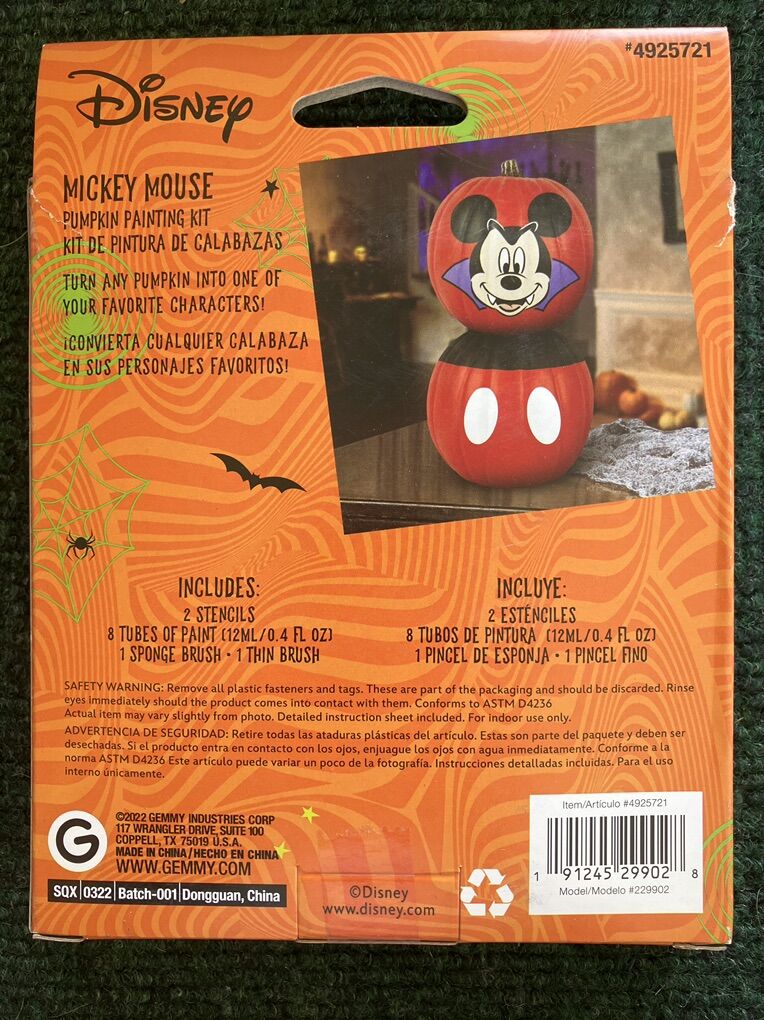 #4925721
Disney
MICKEY MOUSE
PUMPKIN PAINTING KIT
KIT DE PINTURA DE CALABAZAS
TURN ANY PUMPKIN INTO ONE OF
YOUR FAVORITE CHARACTERS!
¡CONVIERTA CUALQUIER CALABAZA
EN SUS PERSONAJES FAVORITOS!
INCLUDES:
2 STENCILS
8 TUBES OF PAINT (12ML/0.4 FL OZ)
1 SPONGE BRUSH • 1 THIN BRUSH
INCLUYE:
2 ESTÉNCILES
8 TUBOS DE PINTURA (12ML/0.4 FL OZ)
1 PINCEL DE ESPONJA • 1 PINCEL FINO
SAFETY WARNING: Remove all plastic fasteners and tags. These are part of the packaging and should be discarded. Rinse
eyes immediately should the product comes into contact with them. Conforms to ASTM D4236
Actual item may vary slightly from photo. Detailed instruction sheet included. For indoor use only.
ADVERTENCIA DE SEGURIDAD: Retire todas las ataduras plásticas del artículo. Estas son parte del paquete y deben ser
desechadas. Si el producto entra en contacto con los ojos, enjuague los ojos con agua inmediatamente. Conforme a la
norma ASTM D4236 Este artículo puede variar un poco de la fotografía. Instrucciones detalladas incluidas. Para el uso
interno únicamente.
G
©2022 GEMMY INDUSTRIES CORP
117 WRANGLER DRIVE, SUITE 100
COPPELL, TX 75019 U.S.A.
MADE IN CHINA/HECHO EN CHINA
WWW.GEMMY.COM
SQX | 0322 | Batch-001 | Dongguan, China
©Disney
www.disney.com
Item/Artículo #4925721
1 91245 29902 8
Model/Modelo #229902